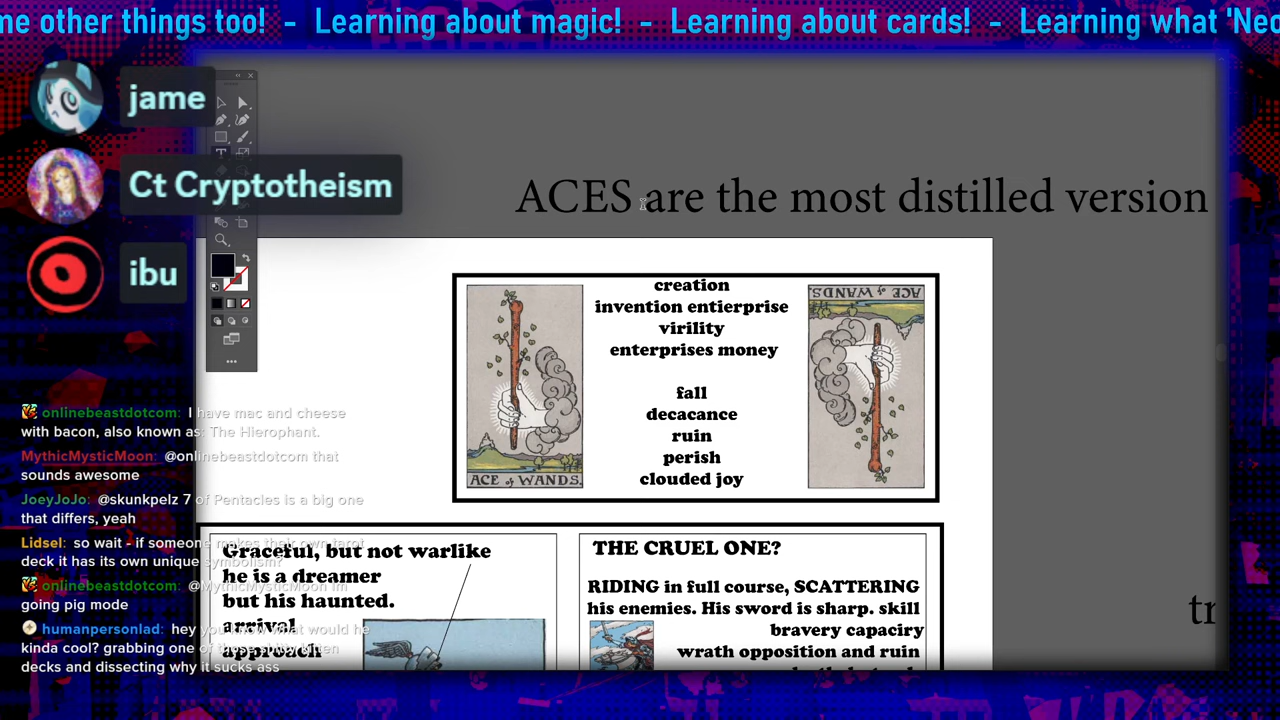 me other things too! - Learning about magic! - Learning about cards! - Learning what 'Neo
jame
Ct Cryptotheism
ibu
ACES are the most distilled version
creation
invention entierprise
virility
enterprises money
fall
decacance
ruin
perish
clouded joy
ACE of WANDS.
ACE of WANDS.
onlinebeastdotcom: I have mac and cheese
with bacon, also known as: The Hierophant.
MythicMysticMoon: @onlinebeastdotcom that
sounds awesome
JoeyJoJo: @skunkpelz 7 of Pentacles is a big one
that differs, yeah
Lidsel: so wait - if someone makes their own tarot
deck it has its own unique symbolism?
onlinebeastdotcom: @MythicMysticMoon Im
going pig mode
humanpersonlad: hey you know what would be
kinda cool? grabbing one of those shitty kitten
decks and dissecting why it sucks ass
Graceful, but not warlike
he is a dreamer
but his haunted.
arrival
approach
THE CRUEL ONE?
RIDING in full course, SCATTERING
his enemies. His sword is sharp. skill
bravery capaciry
wrath opposition and ruin
tr